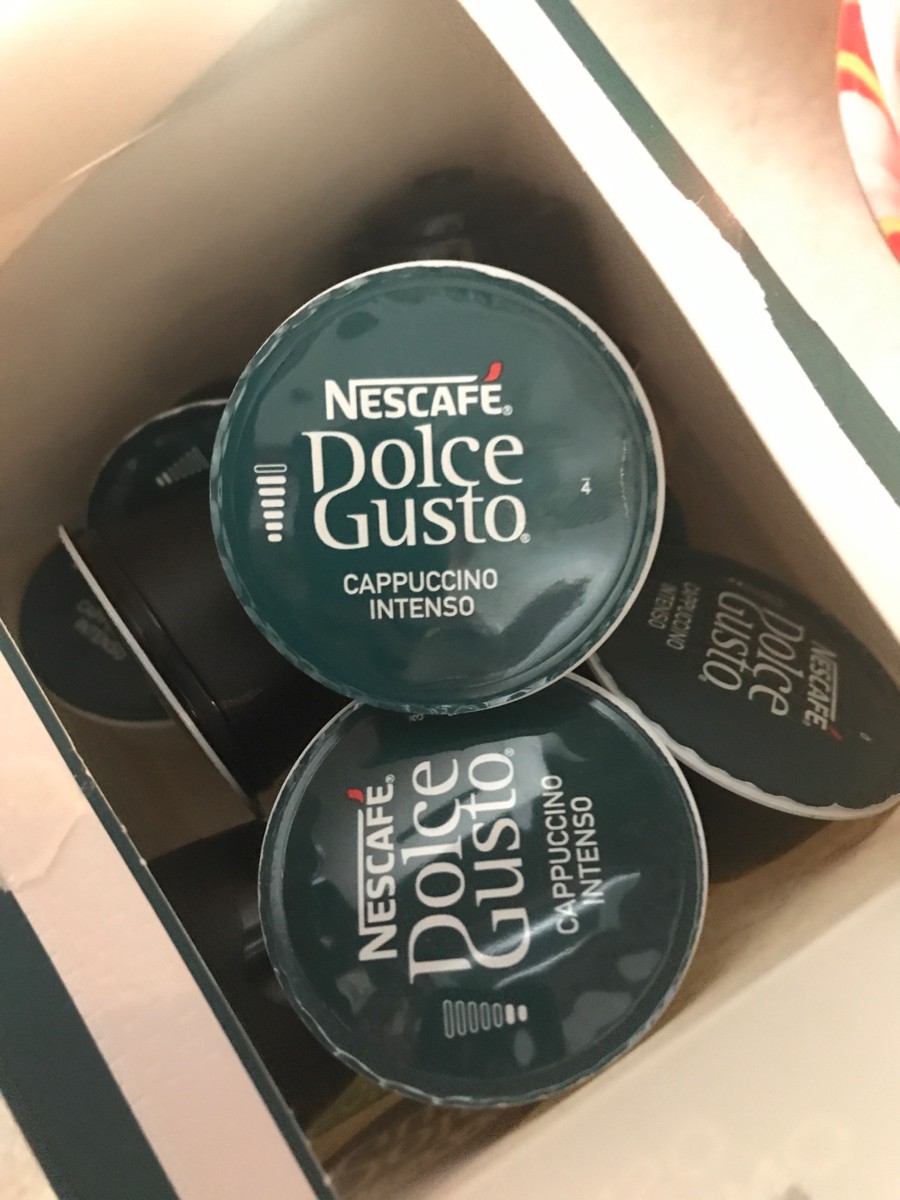 NESCAFÉ®
Dolce
Gusto®
CAPPUCCINO
INTENSO
4
NESCAFÉ®
Dolce
Gusto®
CAPPUCCINO
INTENSO
NESCAFÉ
Dolce
Gusto
CAPPUCCINO
INTENSO